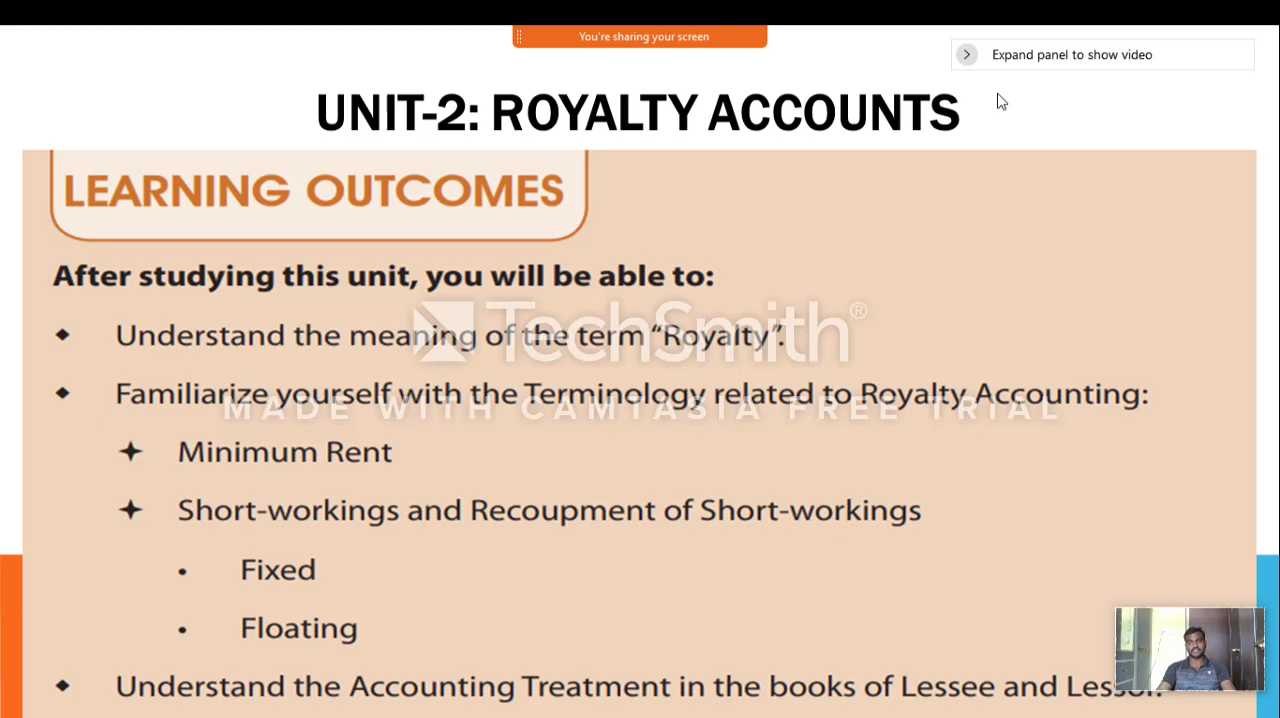 You're sharing your screen
Expand panel to show video
UNIT-2: ROYALTY ACCOUNTS
LEARNING OUTCOMES
After studying this unit, you will be able to:
Understand the meaning of the term “Royalty”.
TechSmith®
Familiarize yourself with the Terminology related to Royalty Accounting:
MADE WITH CAMTASIA FREE TRIAL
Minimum Rent
Short-workings and Recoupment of Short-workings
• Fixed
• Floating
Understand the Accounting Treatment in the books of Lessee and Lessor.